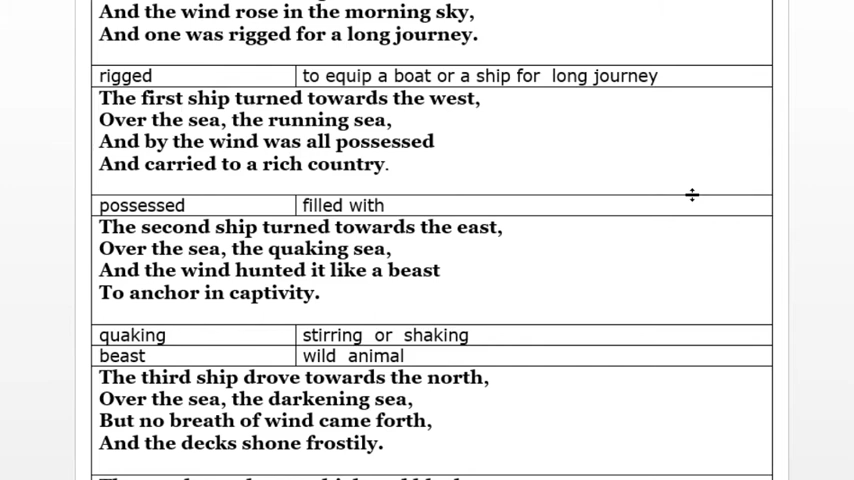 And the wind rose in the morning sky,
And one was rigged for a long journey.
rigged to equip a boat or a ship for long journey
The first ship turned towards the west,
Over the sea, the running sea,
And by the wind was all possessed
And carried to a rich country.
possessed filled with
The second ship turned towards the east,
Over the sea, the quaking sea,
And the wind hunted it like a beast
To anchor in captivity.
quaking stirring or shaking
beast wild animal
The third ship drove towards the north,
Over the sea, the darkening sea,
But no breath of wind came forth,
And the decks shone frostily.